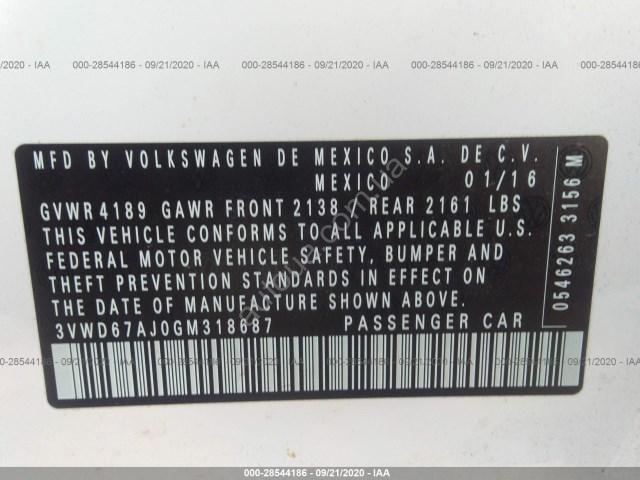 9/21/2020 - IAA 000-28544186 - 09/21/2020 - IAA 000-28544186 - 09/21/2020 - IAA 000-28544186 -
MFD BY VOLKSWAGEN DE MEXICO S.A. DE C.V.
MEXICO 01/16
GVWR 4189 GAWR FRONT 2138 REAR 2161 LBS
THIS VEHICLE CONFORMS TO ALL APPLICABLE U.S.
FEDERAL MOTOR VEHICLE SAFETY, BUMPER AND
THEFT PREVENTION STANDARDS IN EFFECT ON
THE DATE OF MANUFACTURE SHOWN ABOVE.
3VWD67AJ0GM318687 PASSENGER CAR
0546263 3156 M
000-28544186 - 09/21/2020 - IAA